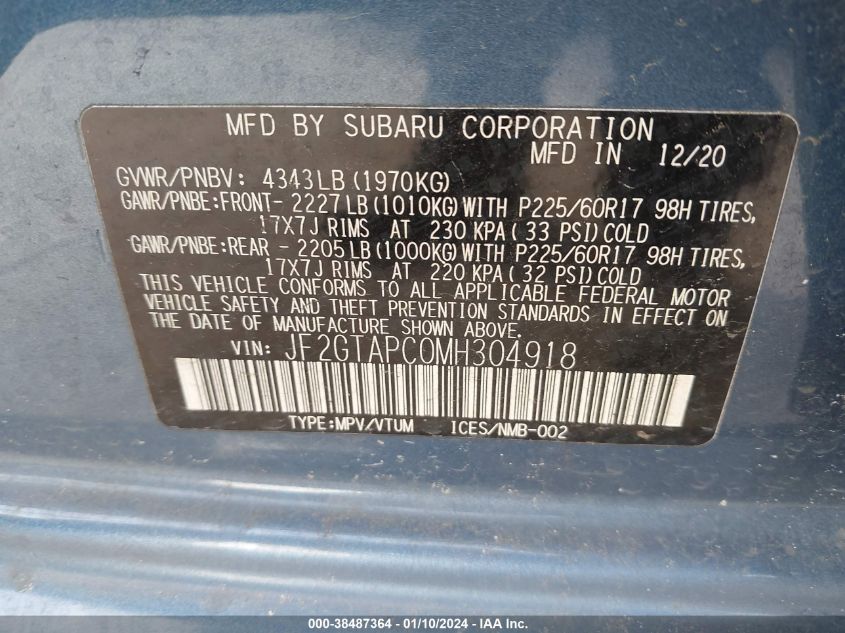 MFD BY SUBARU CORPORATION
MFD IN 12/20
GVWR/PNBV: 4343LB(1970KG)
GAWR/PNBE:FRONT- 2227LB(1010KG)WITH P225/60R17 98H TIRES,
17X7J RIMS AT 230 KPA(33 PSI)COLD
GAWR/PNBE:REAR - 2205LB(1000KG)WITH P225/60R17 98H TIRES,
17X7J RIMS AT 220 KPA(32 PSI)COLD
THIS VEHICLE CONFORMS TO ALL APPLICABLE FEDERAL MOTOR
VEHICLE SAFETY AND THEFT PREVENTION STANDARDS IN EFFECT ON
THE DATE OF MANUFACTURE SHOWN ABOVE.
VIN: JF2GTAPC0MH304918
TYPE:MPV/VTUM ICES/NMB-002
000-38487364 - 01/10/2024 - IAA, Inc.